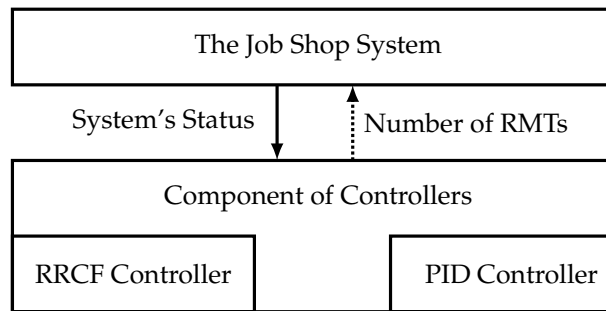 The Job Shop System
System's Status
Number of RMTs
Component of Controllers
RRCF Controller
PID Controller